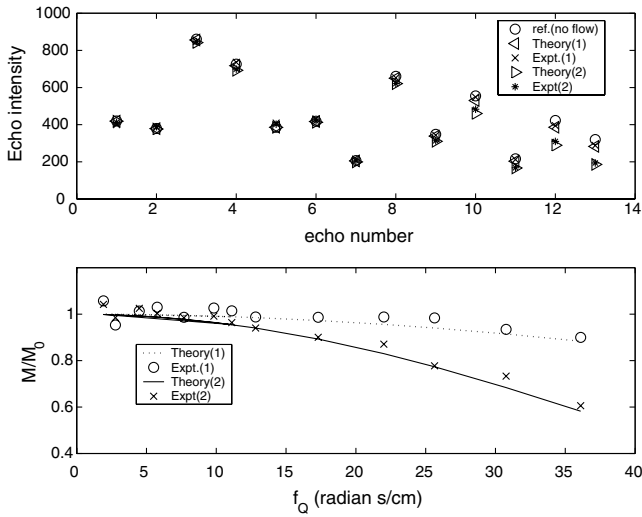 1000
800
600
400
200
0
Echo intensity
0 2 4 6 8 10 12 14
echo number
ref.(no flow)
Theory(1)
Expt.(1)
Theory(2)
Expt(2)
1
0.8
0.6
0.4
M/M0
0 5 10 15 20 25 30 35 40
fQ (radian s/cm)
Theory(1)
Expt.(1)
Theory(2)
Expt(2)